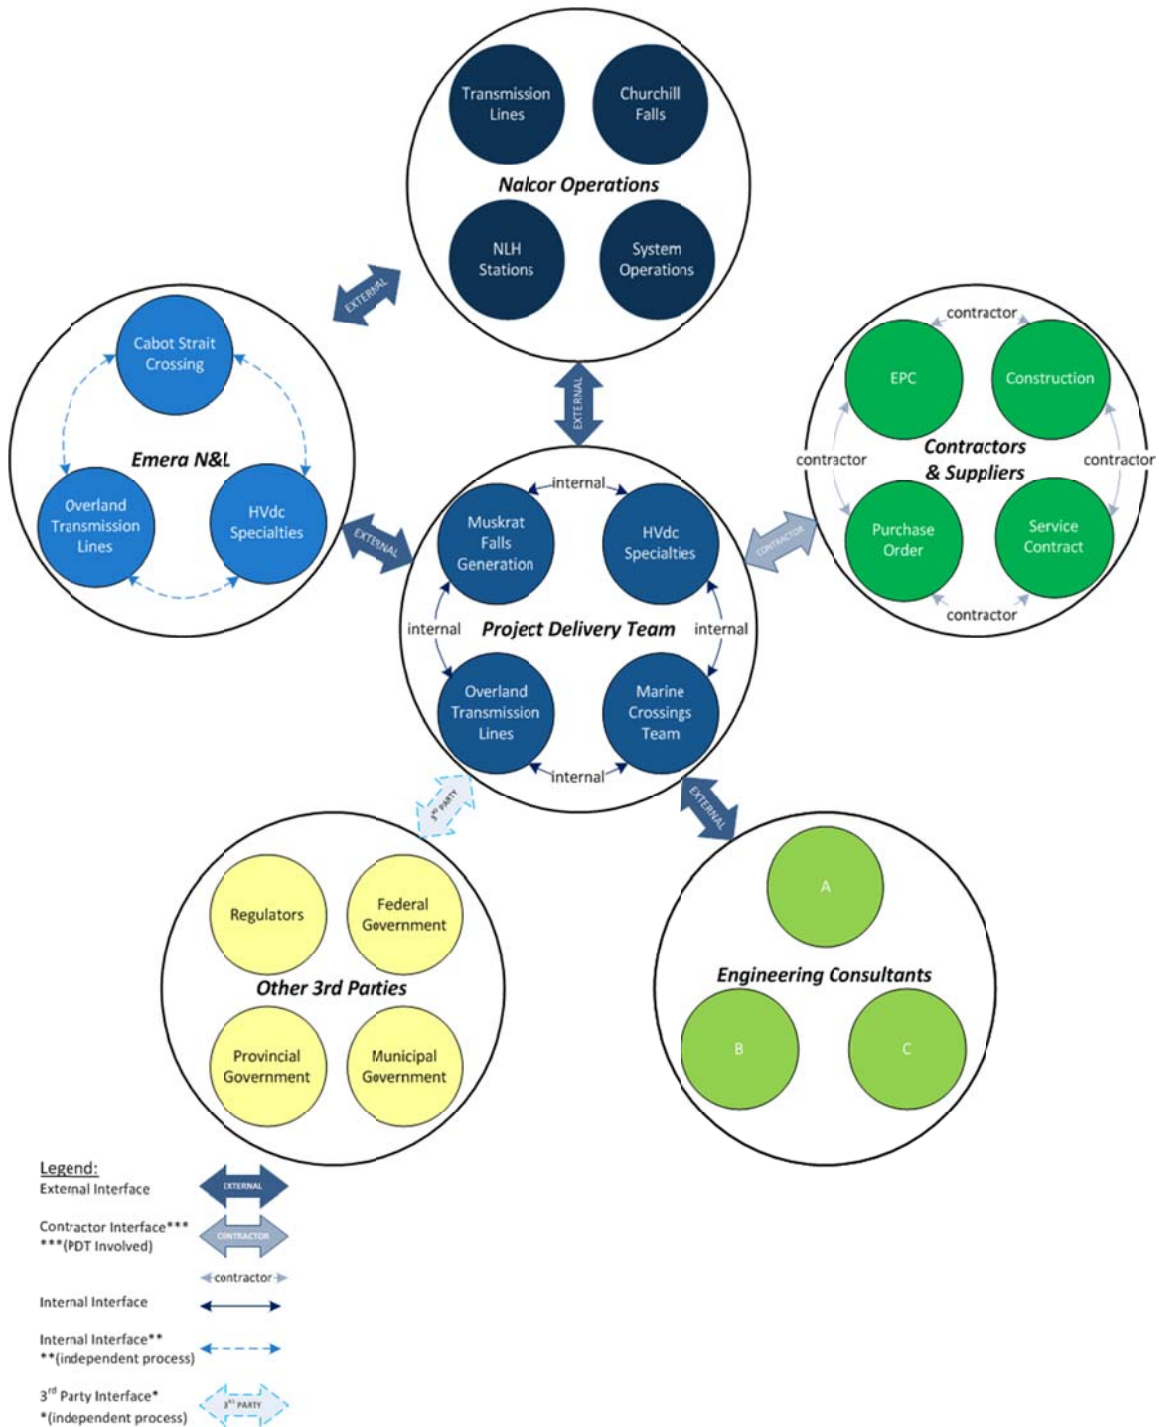 Transmission
Lines
Churchill
Falls
Nalcor Operations
NLH
Stations
System
Operations
EXTERNAL
EXTERNAL
Cabot Strait
Crossing
Emera N&L
Overland
Transmission
Lines
HVdc
Specialties
EXTERNAL
contractor
EPC
Construction
contractor
Contractors
& Suppliers
contractor
Purchase
Order
Service
Contract
contractor
CONTRACTOR
internal
Muskrat
Falls
Generation
HVdc
Specialties
internal
Project Delivery Team
internal
Overland
Transmission
Lines
Marine
Crossings
Team
internal
3RD PARTY
EXTERNAL
Regulators
Federal
Government
Other 3rd Parties
Provincial
Government
Municipal
Government
A
Engineering Consultants
B
C
Legend:
External Interface
EXTERNAL
Contractor Interface***
***(PDT Involved)
CONTRACTOR
contractor
Internal Interface
Internal Interface**
**(independent process)
3rd Party Interface*
*(independent process)
3RD PARTY